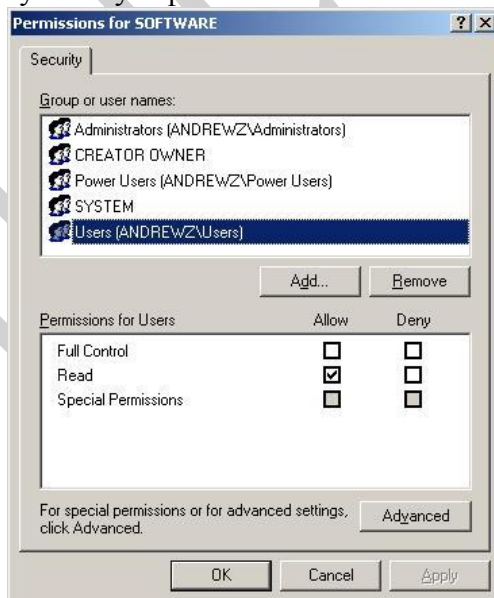 Permissions for SOFTWARE
Security
Group or user names:
Administrators (ANDREWZ\Administrators)
CREATOR OWNER
Power Users (ANDREWZ\Power Users)
SYSTEM
Users (ANDREWZ\Users)
Add... Remove
Permissions for Users Allow Deny
Full Control
Read
Special Permissions
For special permissions or for advanced settings,
click Advanced.
Advanced
OK Cancel Apply